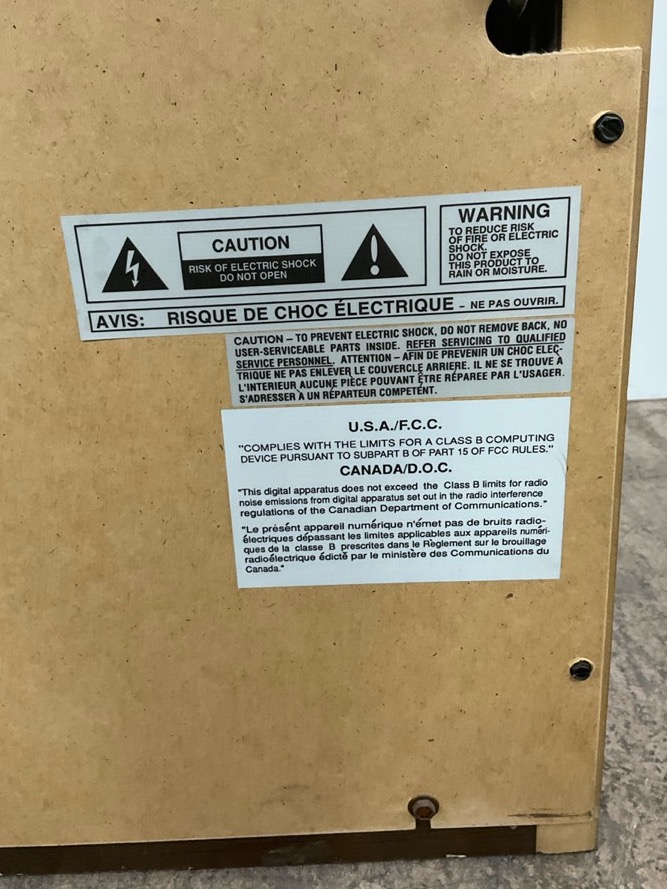 CAUTION
RISK OF ELECTRIC SHOCK
DO NOT OPEN
WARNING
TO REDUCE RISK
OF FIRE OR ELECTRIC
SHOCK.
DO NOT EXPOSE
THIS PRODUCT TO
RAIN OR MOISTURE.
AVIS: RISQUE DE CHOC ÉLECTRIQUE – NE PAS OUVRIR.
CAUTION – TO PREVENT ELECTRIC SHOCK, DO NOT REMOVE BACK, NO
USER-SERVICEABLE PARTS INSIDE. REFER SERVICING TO QUALIFIED
SERVICE PERSONNEL. ATTENTION – AFIN DE PREVENIR UN CHOC ELEC-
TRIQUE NE PAS ENLEVER LE COUVERCLE ARRIERE. IL NE SE TROUVE A
L'INTERIEUR AUCUNE PIÈCE POUVANT ÊTRE RÉPAREE PAR L'USAGER.
S'ADRESSER À UN RÉPARTEUR COMPETÉNT.
U.S.A./F.C.C.
"COMPLIES WITH THE LIMITS FOR A CLASS B COMPUTING
DEVICE PURSUANT TO SUBPART B OF PART 15 OF FCC RULES."
CANADA/D.O.C.
"This digital apparatus does not exceed the Class B limits for radio
noise emissions from digital apparatus set out in the radio interference
regulations of the Canadian Department of Communications."
"Le présént appareil numérique n'émet pas de bruits radio-
électriques dépassant les limites applicables aux appareils numéri-
ques de la classe B prescrites dans le Règlement sur le brouillage
radioélectrique édicté par le ministère des Communications du
Canada."